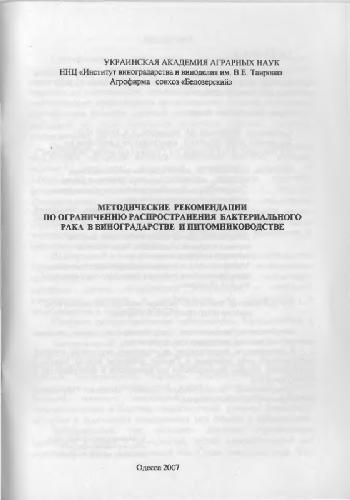 УКРАИНСКАЯ АКАДЕМИЯ АГРАРНЫХ НАУК
ННЦ «Институт виноградарства и виноделия им. В.Е. Таирова»
Агрофирма совхоз «Белозерский»
МЕТОДИЧЕСКИЕ РЕКОМЕНДАЦИИ
ПО ОГРАНИЧЕНИЮ РАСПРОСТРАНЕНИЯ БАКТЕРИАЛЬНОГО
РАКА В ВИНОГРАДАРСТВЕ И ПИТОМНИКОВОДСТВЕ
Одесса 2007